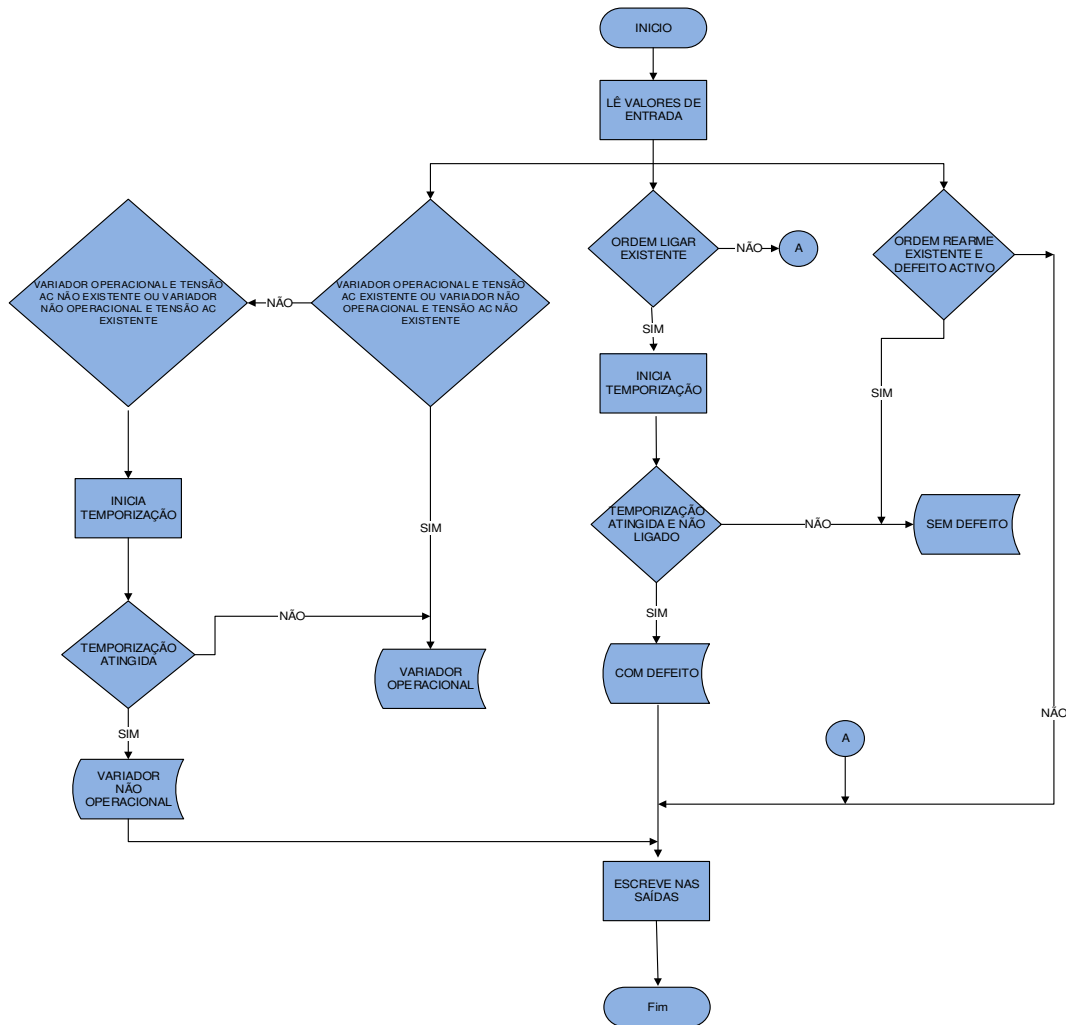 INICIO
LÊ VALORES DE
ENTRADA
ORDEM LIGAR
EXISTENTE
NÃO
A
ORDEM REARME
EXISTENTE E
DEFEITO ACTIVO
VARIADOR OPERACIONAL E TENSÃO
AC NÃO EXISTENTE OU VARIADOR
NÃO OPERACIONAL E TENSÃO AC
EXISTENTE
NÃO
VARIADOR OPERACIONAL E TENSÃO
AC EXISTENTE OU VARIADOR NÃO
OPERACIONAL E TENSÃO AC NÃO
EXISTENTE
SIM
INICIA
TEMPORIZAÇÃO
SIM
INICIA
TEMPORIZAÇÃO
SIM
TEMPORIZAÇÃO
ATINGIDA E NÃO
LIGADO
NÃO
SEM DEFEITO
TEMPORIZAÇÃO
ATINGIDA
NÃO
SIM
VARIADOR
OPERACIONAL
COM DEFEITO
NÃO
SIM
A
VARIADOR
NÃO
OPERACIONAL
ESCREVE NAS
SAÍDAS
Fim